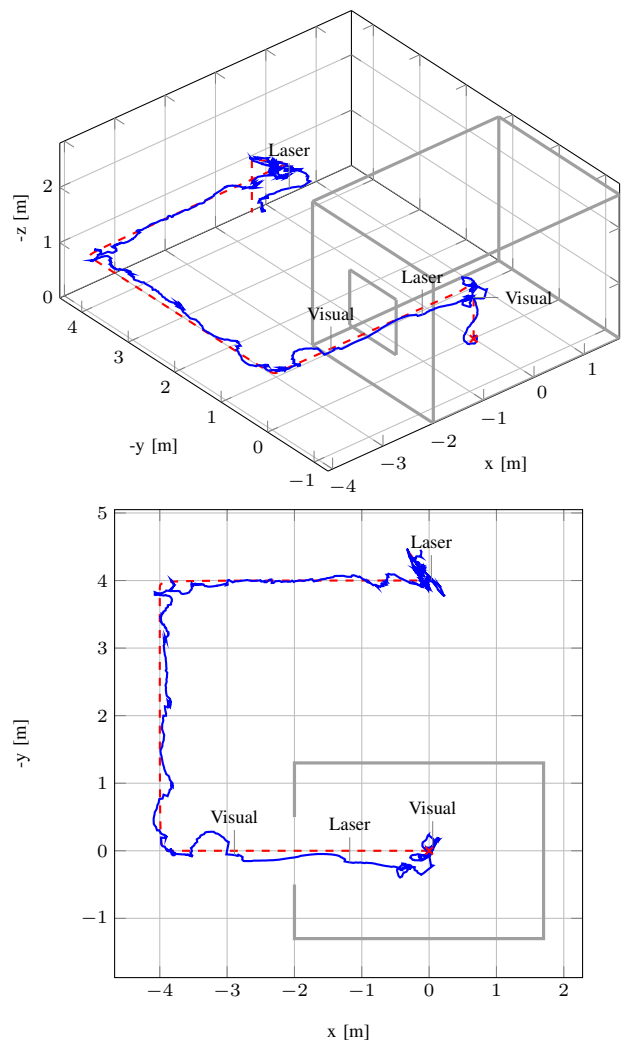 Laser
2
-z [m]
1
Laser
Visual
Visual
0
4
3
1
2
0
1
-y [m]
−1
0
−2
x [m]
−3
−1
−4
5
Laser
4
3
-y [m]
2
1
Visual
Laser
Visual
0
−1
−4
−3
−2
−1
0
1
2
x [m]